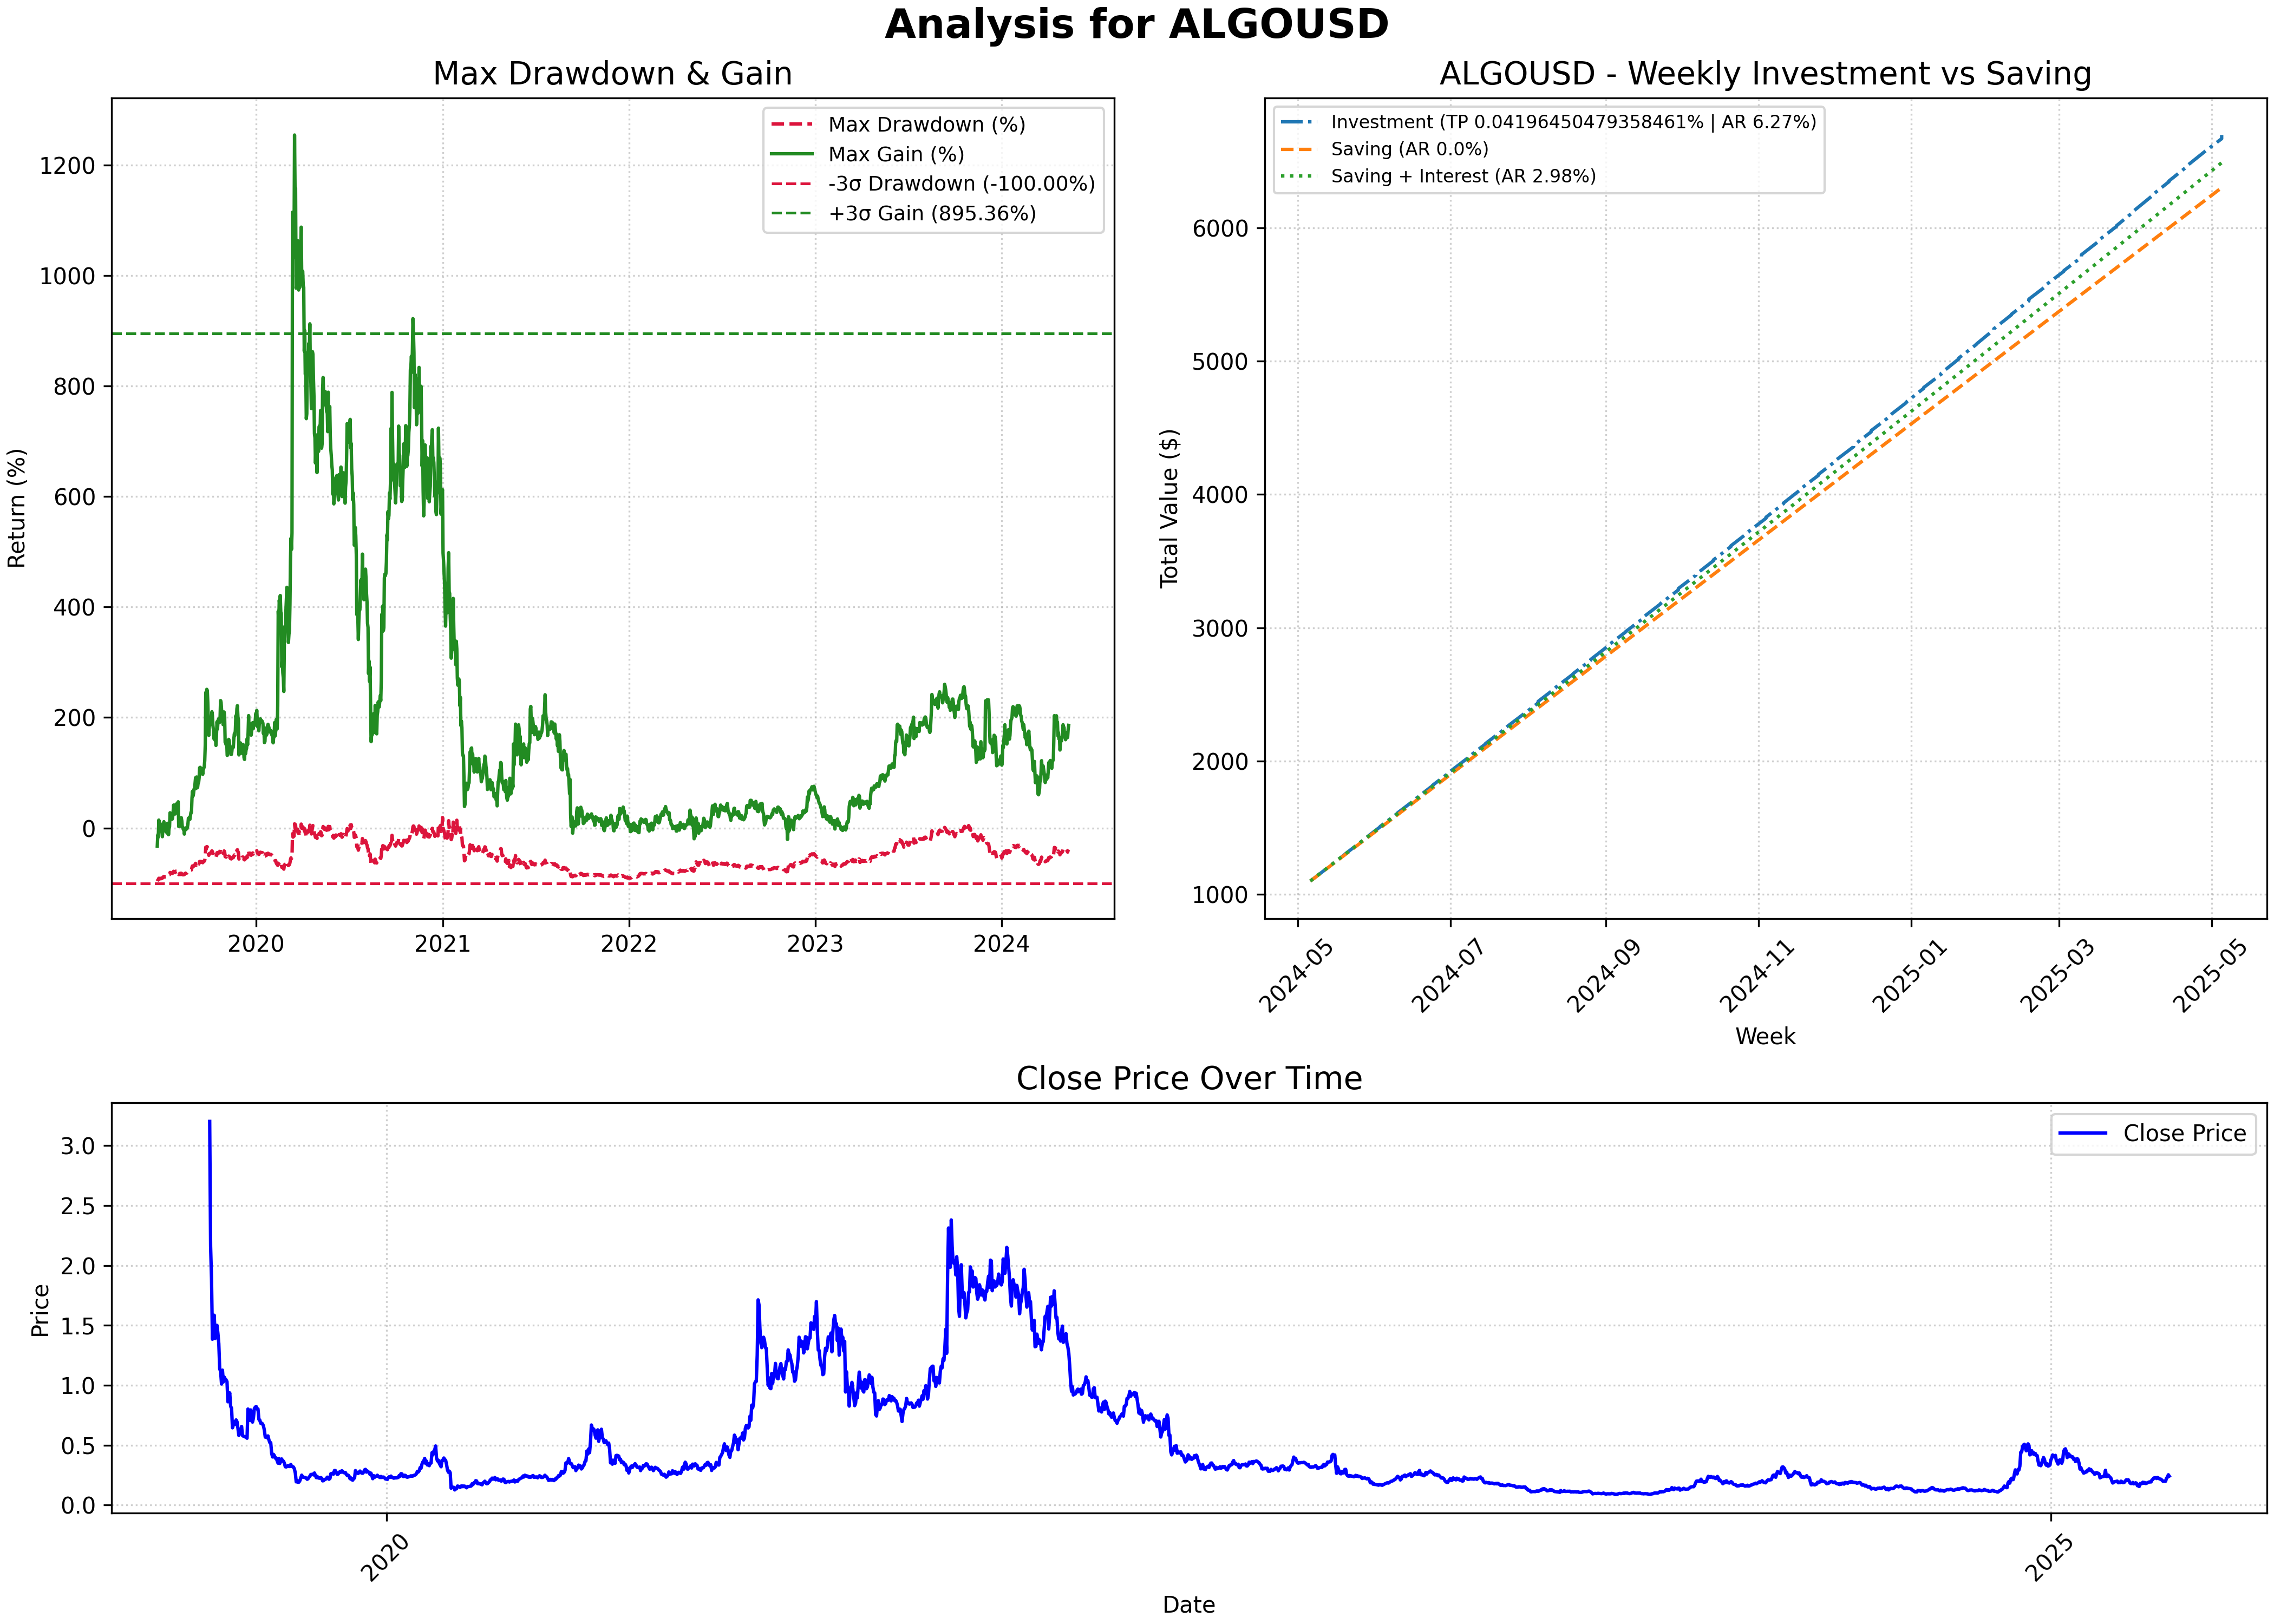 Analysis for ALGOUSD
Max Drawdown & Gain
Return (%)
1200
1000
800
600
400
200
0
2020
2021
2022
2023
2024
Max Drawdown (%)
Max Gain (%)
-3σ Drawdown (-100.00%)
+3σ Gain (895.36%)
ALGOUSD - Weekly Investment vs Saving
Total Value ($)
6000
5000
4000
3000
2000
1000
2024-05
2024-07
2024-09
2024-11
2025-01
2025-03
2025-05
Week
Investment (TP 0.04196450479358461% | AR 6.27%)
Saving (AR 0.0%)
Saving + Interest (AR 2.98%)
Close Price Over Time
Price
3.0
2.5
2.0
1.5
1.0
0.5
0.0
2020
2025
Date
Close Price